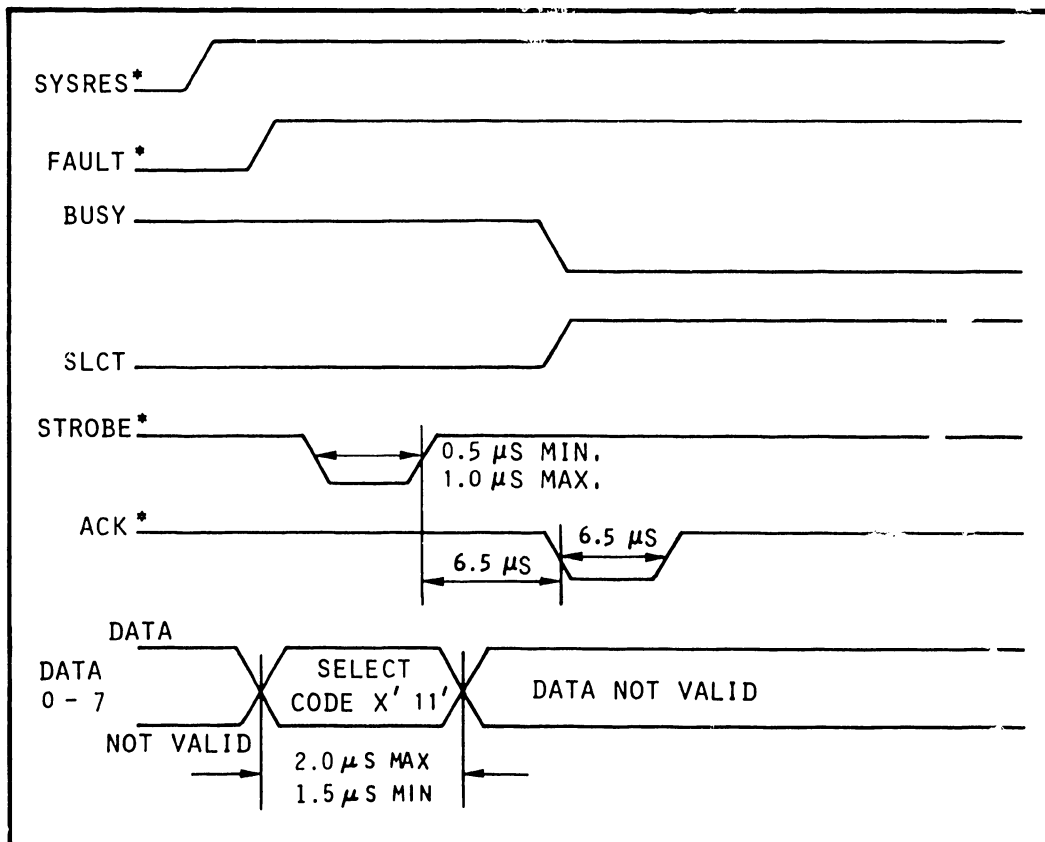 SYSRES*
FAULT*
BUSY
SLCT
STROBE*
0.5 μS MIN.
1.0 μS MAX.
ACK*
6.5 μS
6.5 μS
DATA
DATA
0 - 7
SELECT
CODE X' 11'
DATA NOT VALID
NOT VALID
2.0 μS MAX
1.5 μS MIN